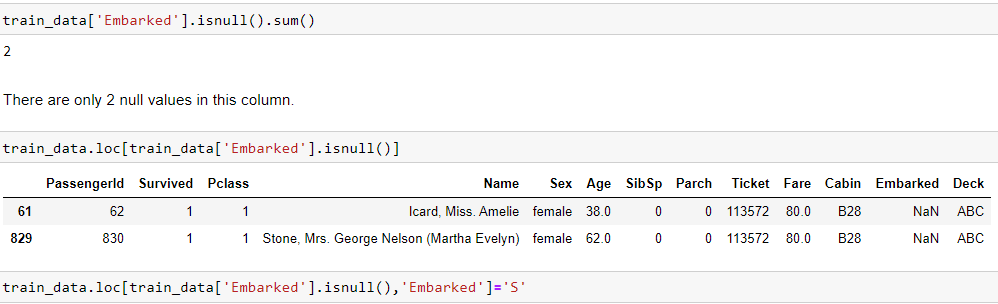 train_data['Embarked'].isnull().sum()
2
There are only 2 null values in this column.
train_data.loc[train_data['Embarked'].isnull()]
PassengerId Survived Pclass Name Sex Age SibSp Parch Ticket Fare Cabin Embarked Deck
61 62 1 1 Icard, Miss. Amelie female 38.0 0 0 113572 80.0 B28 NaN ABC
829 830 1 1 Stone, Mrs. George Nelson (Martha Evelyn) female 62.0 0 0 113572 80.0 B28 NaN ABC
train_data.loc[train_data['Embarked'].isnull(),'Embarked']='S'